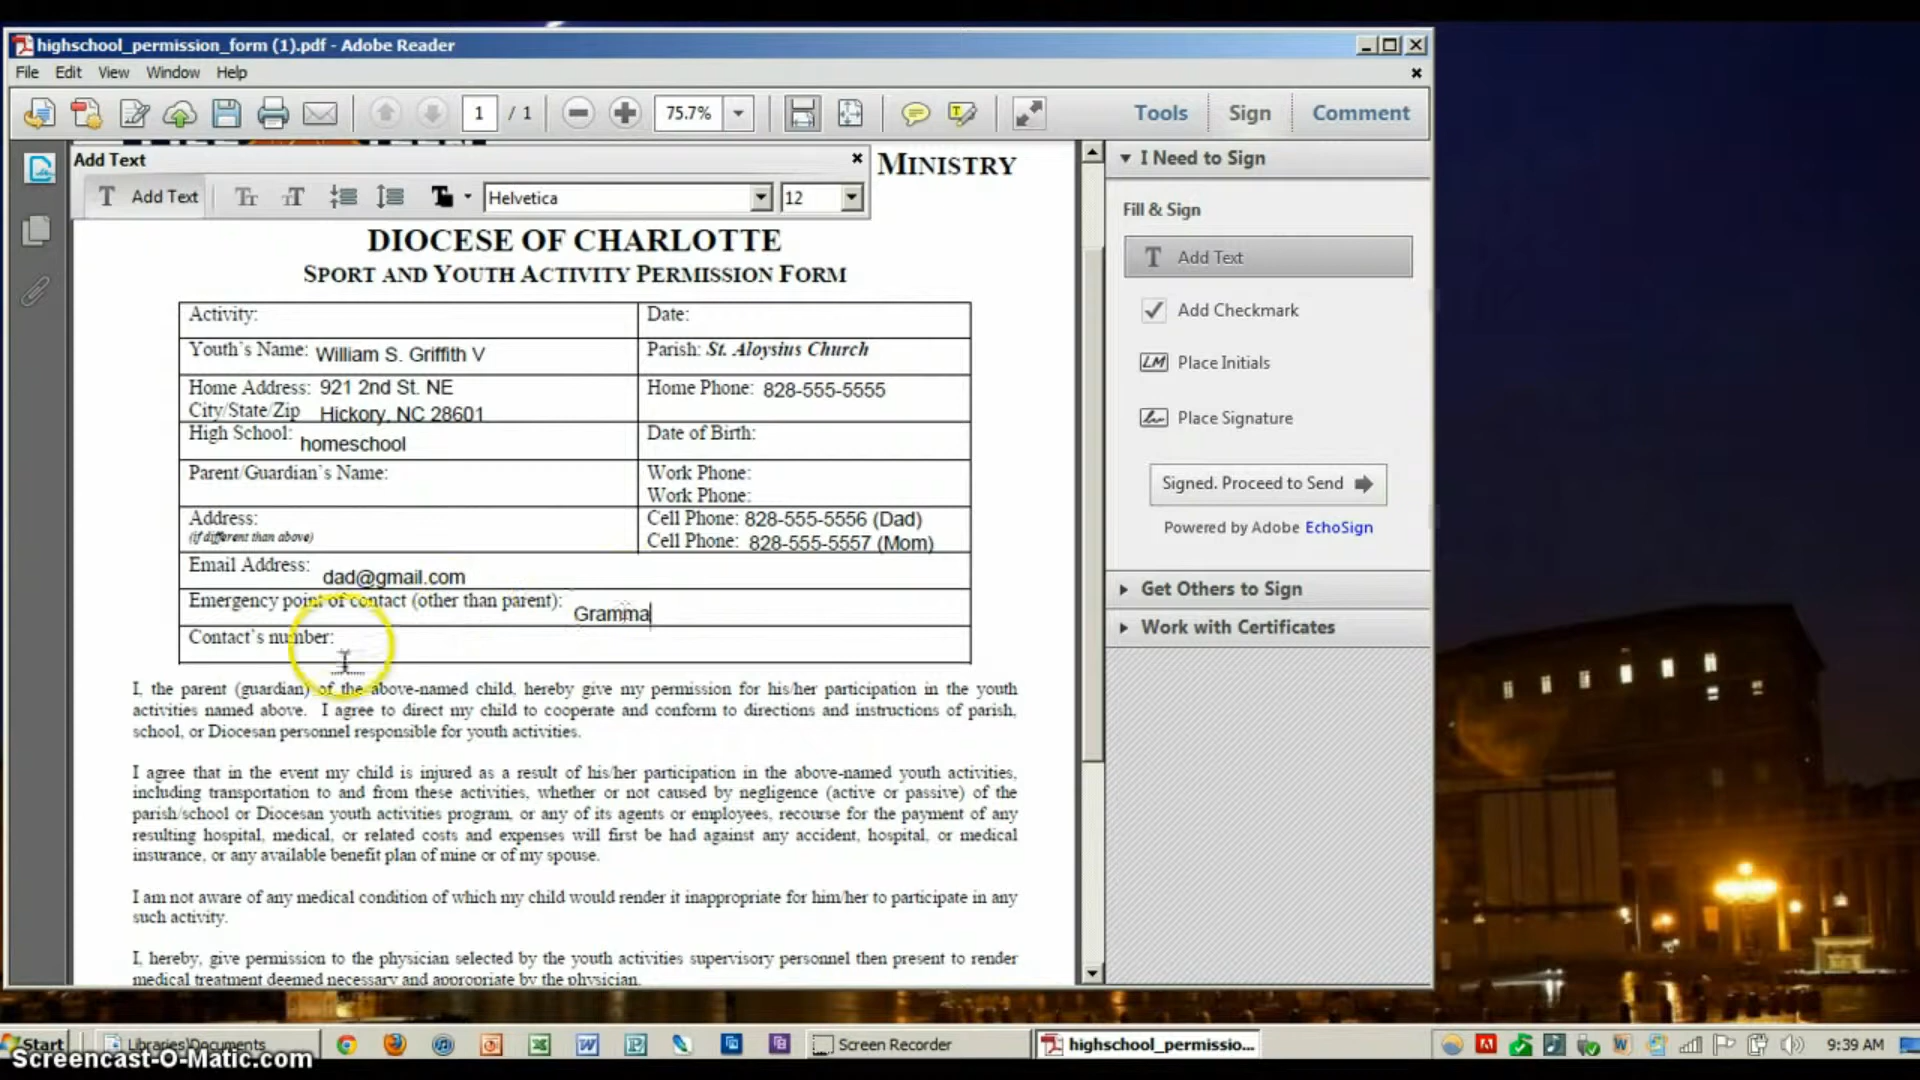 highschool_permission_form (1).pdf - Adobe Reader
File Edit View Window Help
1 / 1 75.7% Tools Sign Comment
Add Text
MINISTRY
Add Text Helvetica 12
DIOCESE OF CHARLOTTE
SPORT AND YOUTH ACTIVITY PERMISSION FORM
Activity: Date:
Youth's Name: William S. Griffith V Parish: St. Aloysius Church
Home Address: 921 2nd St. NE Home Phone: 828-555-5555
City/State/Zip Hickory, NC 28601
High School: homeschool Date of Birth:
Parent/Guardian's Name: Work Phone:
Work Phone:
Address: Cell Phone: 828-555-5556 (Dad)
(if different than above) Cell Phone: 828-555-5557 (Mom)
Email Address: dad@gmail.com
Emergency point of contact (other than parent): Gramma
Contact's number:
I, the parent (guardian) of the above-named child, hereby give my permission for his/her participation in the youth
activities named above. I agree to direct my child to cooperate and conform to directions and instructions of parish,
school, or Diocesan personnel responsible for youth activities.
I agree that in the event my child is injured as a result of his/her participation in the above-named youth activities,
including transportation to and from these activities, whether or not caused by negligence (active or passive) of the
parish/school or Diocesan youth activities program, or any of its agents or employees, recourse for the payment of any
resulting hospital, medical, or related costs and expenses will first be had against any accident, hospital, or medical
insurance, or any available benefit plan of mine or of my spouse.
I am not aware of any medical condition of which my child would render it inappropriate for him/her to participate in any
such activity.
I, hereby, give permission to the physician selected by the youth activities supervisory personnel then present to render
medical treatment deemed necessary and appropriate by the physician.
I Need to Sign
Fill & Sign
Add Text
Add Checkmark
Place Initials
Place Signature
Signed. Proceed to Send
Powered by Adobe EchoSign
Get Others to Sign
Work with Certificates
Start Libraries\Documents Screen Recorder highschool_permissio... 9:39 AM
Screencast-O-Matic.com